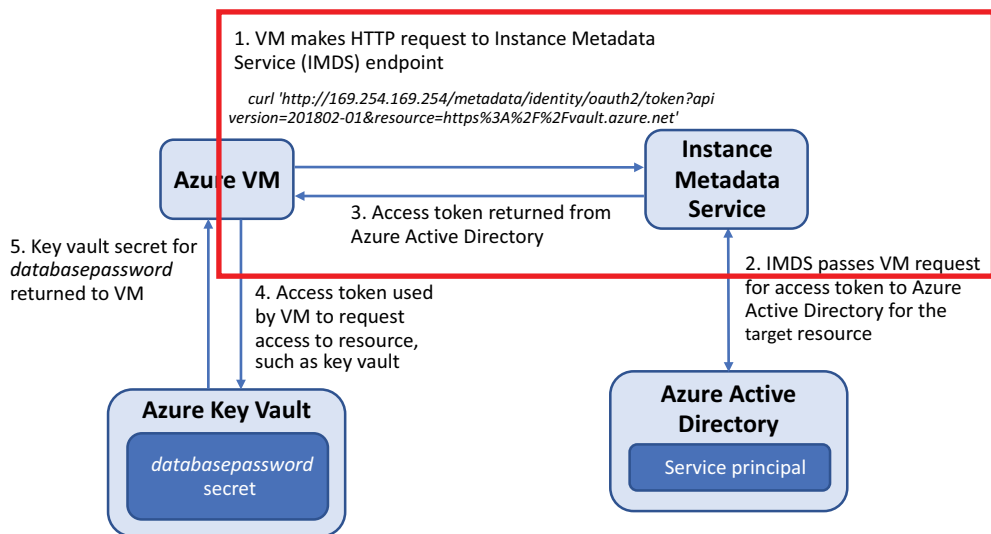 1. VM makes HTTP request to Instance Metadata
Service (IMDS) endpoint
curl 'http://169.254.169.254/metadata/identity/oauth2/token?api
version=201802-01&resource=https%3A%2F%2Fvault.azure.net'
Azure VM
Instance
Metadata
Service
3. Access token returned from
Azure Active Directory
5. Key vault secret for
databasepassword
returned to VM
4. Access token used
by VM to request
access to resource,
such as key vault
2. IMDS passes VM request
for access token to Azure
Active Directory for the
target resource
Azure Key Vault
databasepassword
secret
Azure Active
Directory
Service principal